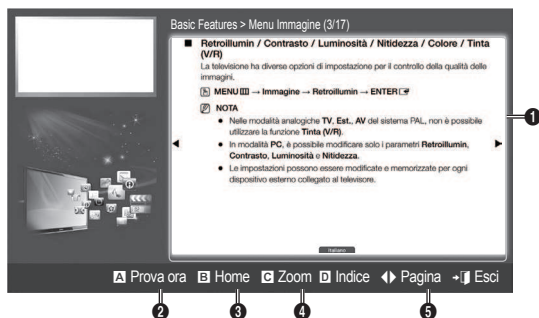 Basic Features > Menu Immagine (3/17)
■ Retroillumin / Contrasto / Luminosità / Nitidezza / Colore / Tinta
(V/R)
La televisione ha diverse opzioni di impostazione per il controllo della qualità delle
immagini.
MENU → Immagine → Retroillumin → ENTER
NOTA
● Nelle modalità analogiche TV, Est., AV del sistema PAL, non è possibile
utilizzare la funzione Tinta (V/R).
● In modalità PC, è possibile modificare solo i parametri Retroillumin,
Contrasto, Luminosità e Nitidezza.
● Le impostazioni possono essere modificate e memorizzate per ogni
dispositivo esterno collegato al televisore.
Italiano
A Prova ora B Home C Zoom D Indice ◀▶ Pagina Esci
1
2 3 4 5